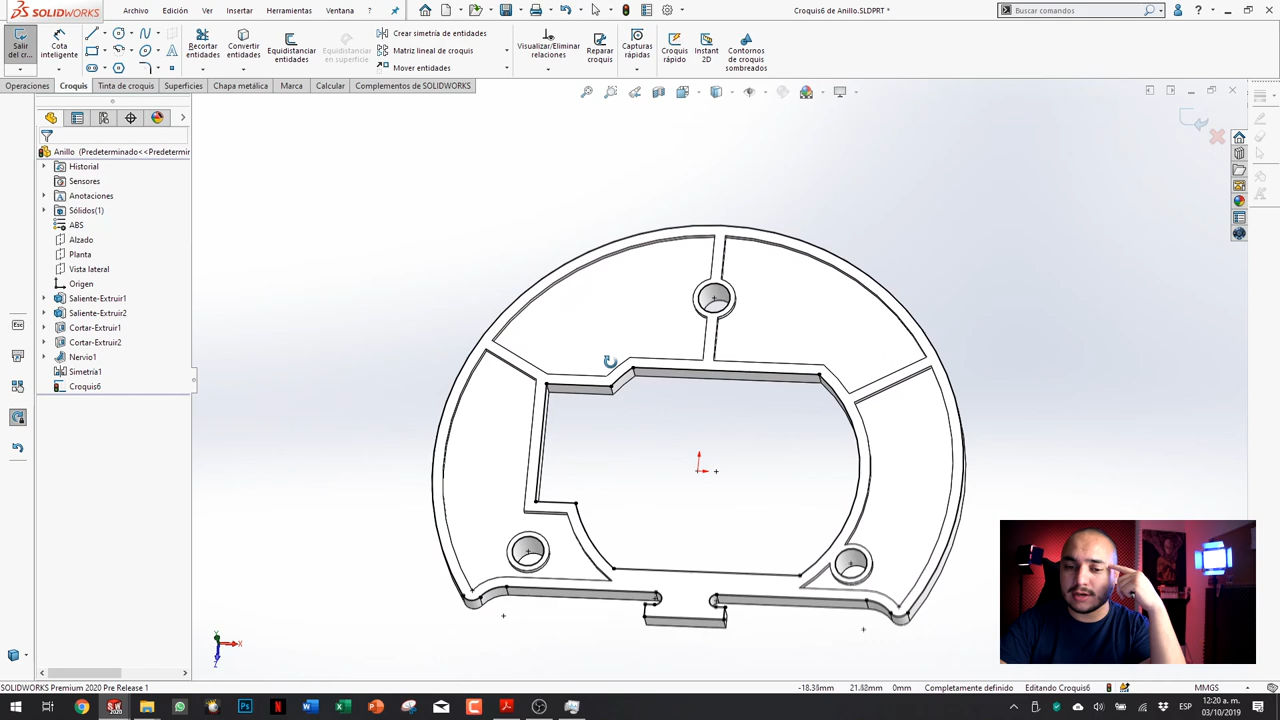 SOLIDWORKS
Archivo
Edición
Ver
Insertar
Herramientas
Ventana
Croquis6 de Anillo.SLDPRT *
Buscar comandos
Salir del cr...
Cota inteligente
Recortar entidades
Convertir entidades
Equidistanciar entidades
Equidistanciar en superficie
Crear simetría de entidades
Matriz lineal de croquis
Mover entidades
Visualizar/Eliminar relaciones
Reparar croquis
Capturas rápidas
Croquis rápido
Instant 2D
Contornos de croquis sombreados
Operaciones
Croquis
Tinta de croquis
Superficies
Chapa metálica
Marca
Calcular
Complementos de SOLIDWORKS
Anillo (Predeterminado<<Predetermir
Historial
Sensores
Anotaciones
Sólidos(1)
ABS
Alzado
Planta
Vista lateral
Origen
Saliente-Extruir1
Saliente-Extruir2
Cortar-Extruir1
Cortar-Extruir2
Nervio1
Simetría1
Croquis6
Esc
Y
X
Z
SOLIDWORKS Premium 2020 Pre Release 1
-18.38mm
0mm
Completamente definido
Editando Croquis6
MMGS
ESP
12:20 a. m.
03/10/2019